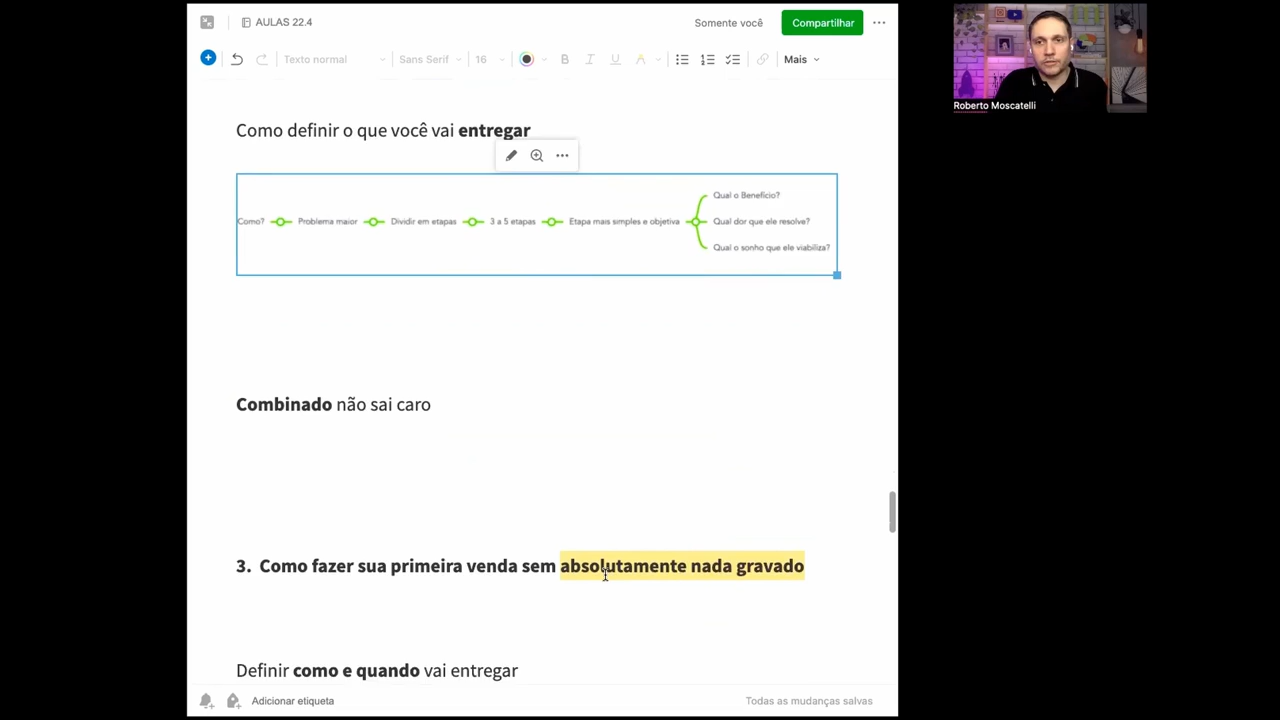 AULAS 22.4
Somente você
Compartilhar
Texto normal
Sans Serif
16
B
I
U
A
Mais
Roberto Moscatelli
Como definir o que você vai entregar
Como?
Problema maior
Dividir em etapas
3 a 5 etapas
Etapa mais simples e objetiva
Qual o Benefício?
Qual dor que ele resolve?
Qual o sonho que ele viabiliza?
Combinado não sai caro
3. Como fazer sua primeira venda sem absolutamente nada gravado
Definir como e quando vai entregar
Adicionar etiqueta
Todas as mudanças salvas